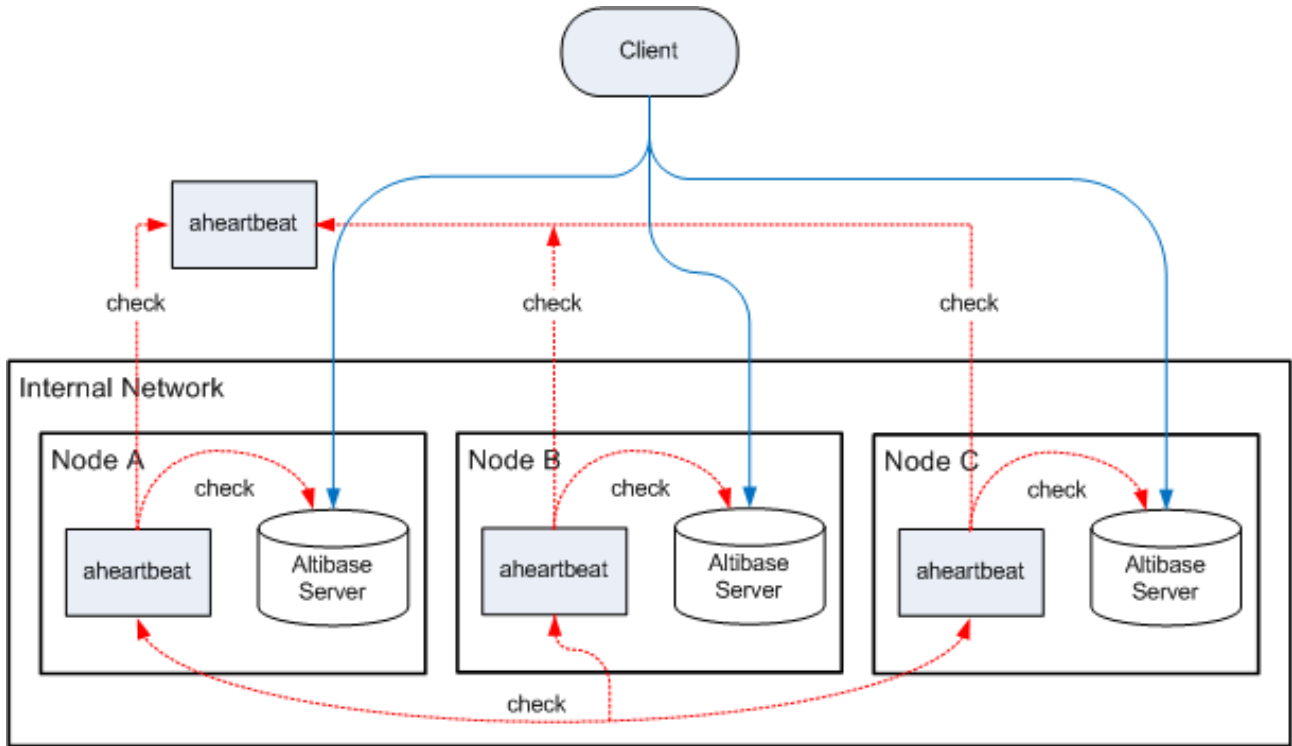 Client
aheartbeat
check
check
check
Internal Network
Node A
Node B
Node C
check
check
check
aheartbeat
Altibase
Server
aheartbeat
Altibase
Server
aheartbeat
Altibase
Server
check